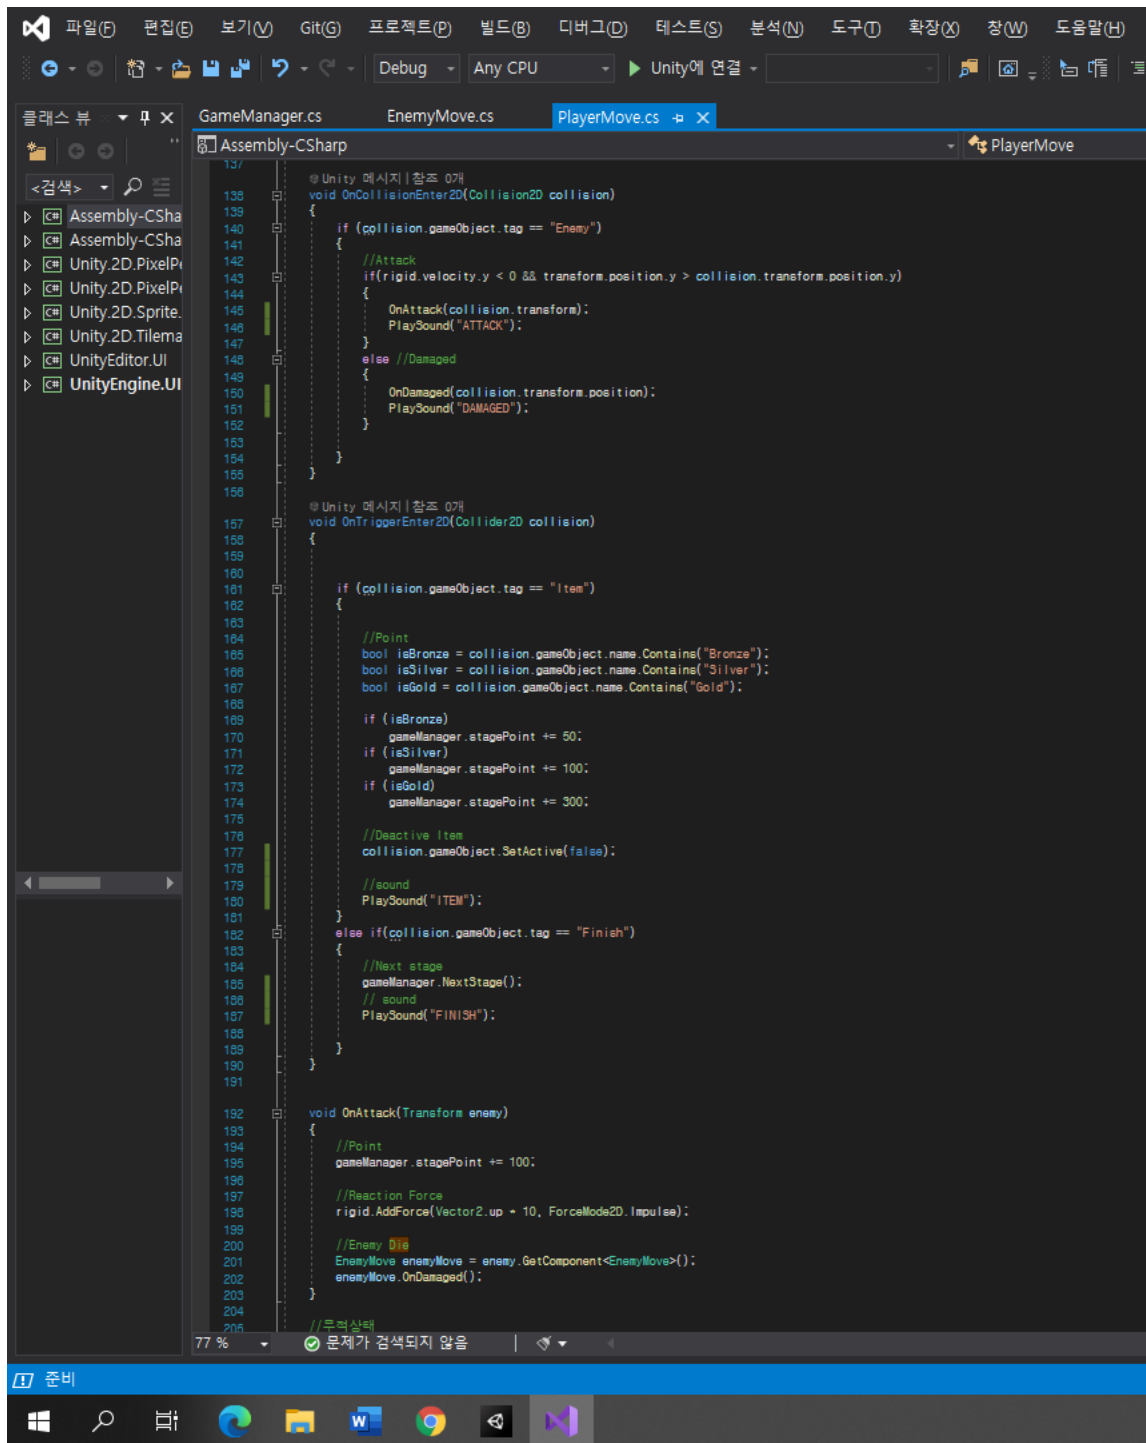 파일(F) 편집(E) 보기(V) Git(G) 프로젝트(P) 빌드(B) 디버그(D) 테스트(S) 분석(N) 도구(T) 확장(X) 창(W) 도움말(H)
Debug Any CPU Unity에 연결
클래스 뷰
GameManager.cs EnemyMove.cs PlayerMove.cs
Assembly-CSharp PlayerMove
<검색>
Assembly-CSha
Assembly-CSha
Unity.2D.PixelPe
Unity.2D.PixelPe
Unity.2D.Sprite.
Unity.2D.Tilema
UnityEditor.UI
UnityEngine.UI
137
Unity 메시지|참조 0개
138 void OnCollisionEnter2D(Collision2D collision)
139 {
140 if (collision.gameObject.tag == "Enemy")
141 {
142 //Attack
143 if(rigid.velocity.y < 0 && transform.position.y > collision.transform.position.y)
144 {
145 OnAttack(collision.transform);
146 PlaySound("ATTACK");
147 }
148 else //Damaged
149 {
150 OnDamaged(collision.transform.position);
151 PlaySound("DAMAGED");
152 }
153
154 }
155 }
156
Unity 메시지|참조 0개
157 void OnTriggerEnter2D(Collider2D collision)
158 {
159
160
161 if (collision.gameObject.tag == "Item")
162 {
163
164 //Point
165 bool isBronze = collision.gameObject.name.Contains("Bronze");
166 bool isSilver = collision.gameObject.name.Contains("Silver");
167 bool isGold = collision.gameObject.name.Contains("Gold");
168
169 if (isBronze)
170 gameManager.stagePoint += 50;
171 if (isSilver)
172 gameManager.stagePoint += 100;
173 if (isGold)
174 gameManager.stagePoint += 300;
175
176 //Deactive Item
177 collision.gameObject.SetActive(false);
178
179 //sound
180 PlaySound("ITEM");
181 }
182 else if(collision.gameObject.tag == "Finish")
183 {
184 //Next stage
185 gameManager.NextStage();
186 // sound
187 PlaySound("FINISH");
188
189 }
190 }
191
192 void OnAttack(Transform enemy)
193 {
194 //Point
195 gameManager.stagePoint += 100;
196
197 //Reaction Force
198 rigid.AddForce(Vector2.up * 10, ForceMode2D.Impulse);
199
200 //Enemy Die
201 EnemyMove enemyMove = enemy.GetComponent<EnemyMove>();
202 enemyMove.OnDamaged();
203 }
204
205 //무적상태
77 % 문제가 검색되지 않음
준비